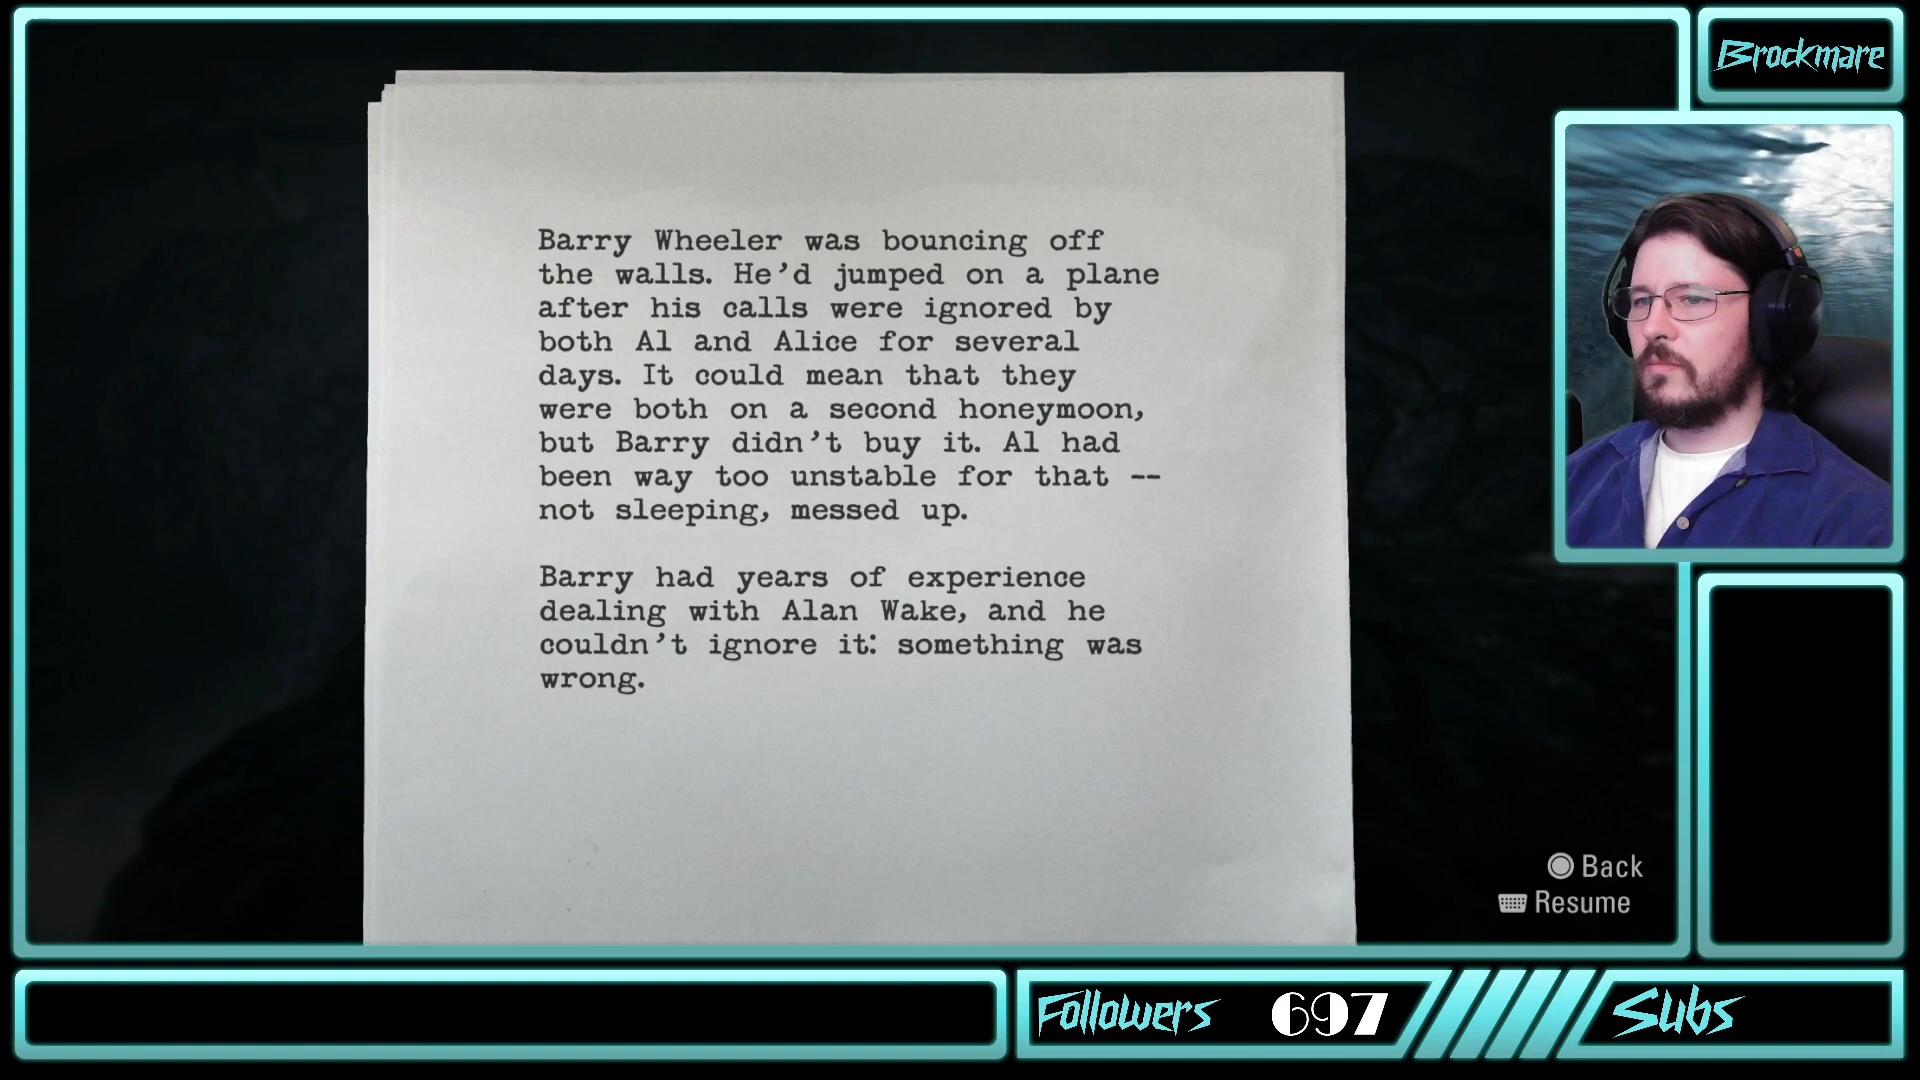 Brockmare
Barry Wheeler was bouncing off
the walls. He’d jumped on a plane
after his calls were ignored by
both Al and Alice for several
days. It could mean that they
were both on a second honeymoon,
but Barry didn’t buy it. Al had
been way too unstable for that --
not sleeping, messed up.
Barry had years of experience
dealing with Alan Wake, and he
couldn’t ignore it: something was
wrong.
Back
Resume
Followers 697
Subs